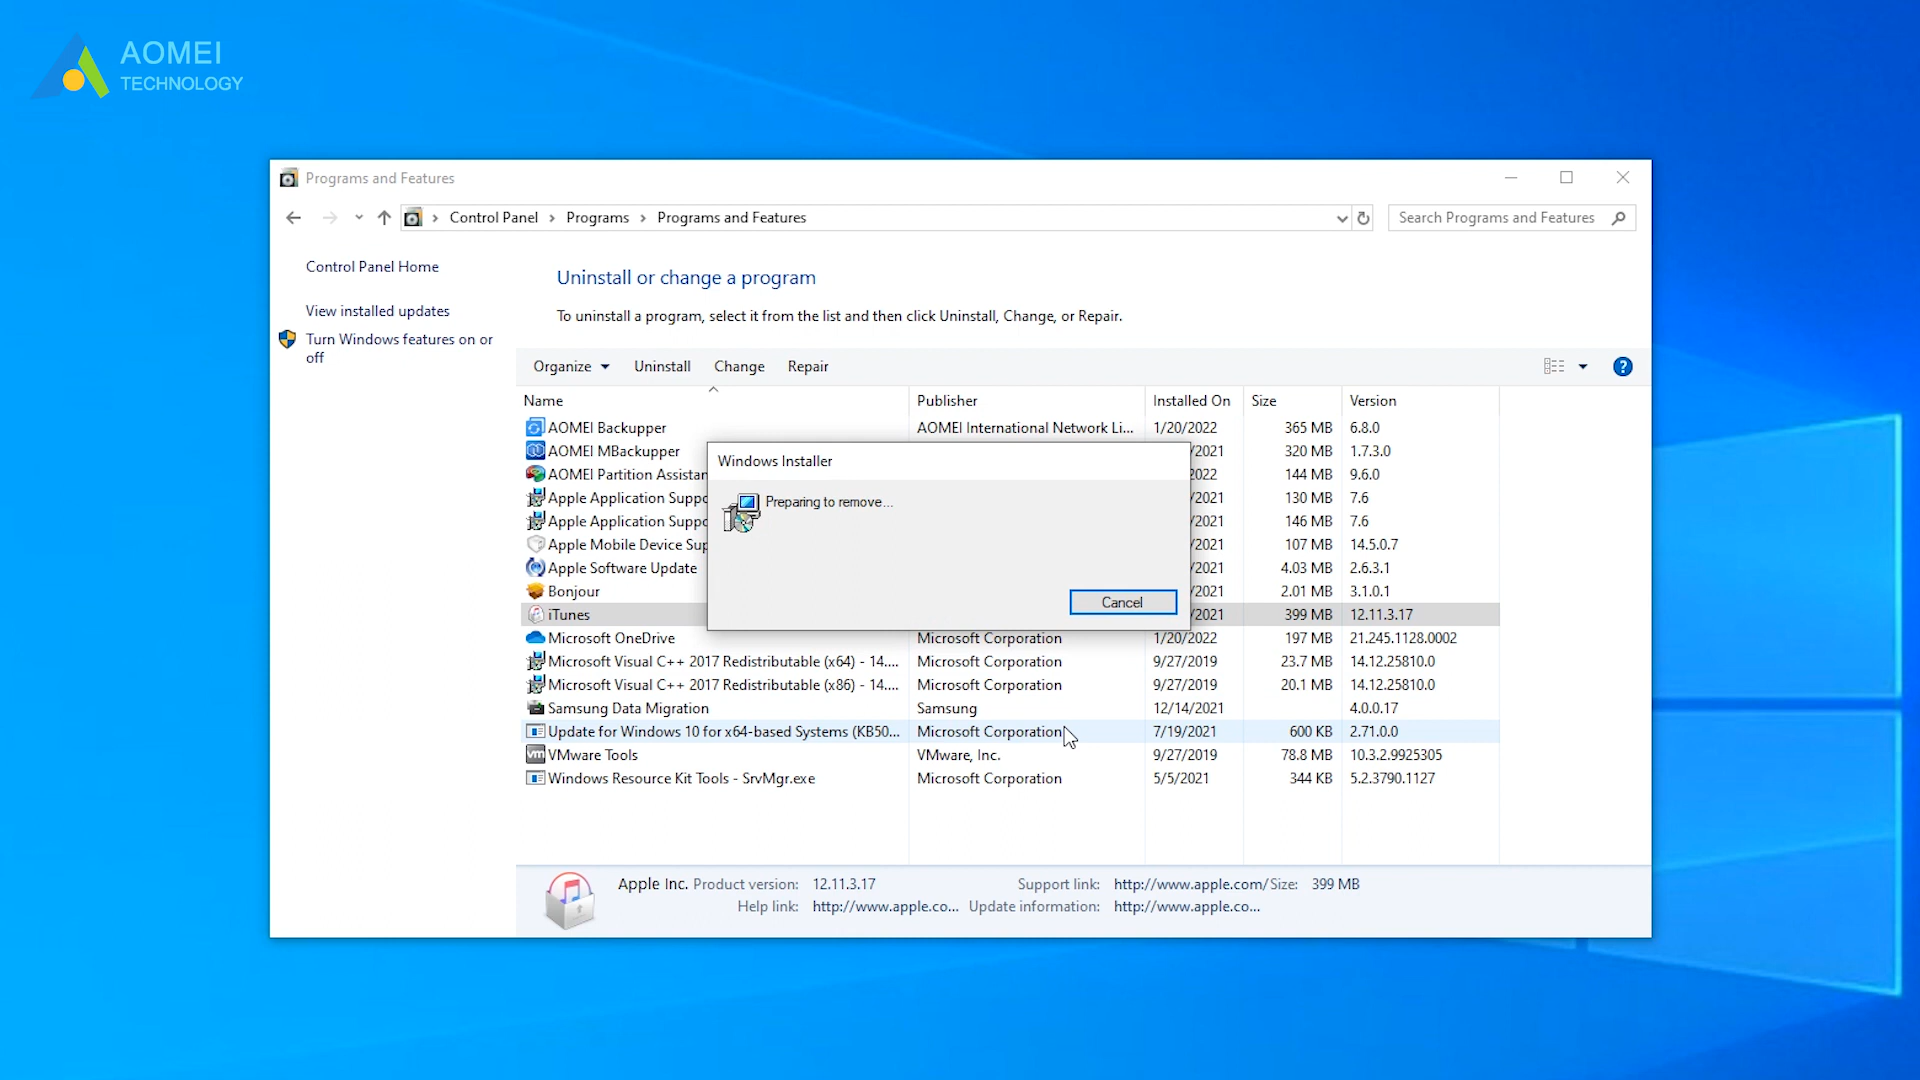 AOMEI
TECHNOLOGY
Programs and Features
Control Panel > Programs > Programs and Features
Search Programs and Features
Control Panel Home
View installed updates
Turn Windows features on or
off
Uninstall or change a program
To uninstall a program, select it from the list and then click Uninstall, Change, or Repair.
Organize Uninstall Change Repair
Name Publisher Installed On Size Version
AOMEI Backupper AOMEI International Network Li... 1/20/2022 365 MB 6.8.0
AOMEI MBackupper /2021 320 MB 1.7.3.0
AOMEI Partition Assistan 022 144 MB 9.6.0
Apple Application Suppo /2021 130 MB 7.6
Apple Application Suppo /2021 146 MB 7.6
Apple Mobile Device Sup /2021 107 MB 14.5.0.7
Apple Software Update /2021 4.03 MB 2.6.3.1
Bonjour /2021 2.01 MB 3.1.0.1
iTunes /2021 399 MB 12.11.3.17
Windows Installer
Preparing to remove...
Cancel
Microsoft OneDrive Microsoft Corporation 1/20/2022 197 MB 21.245.1128.0002
Microsoft Visual C++ 2017 Redistributable (x64) - 14.... Microsoft Corporation 9/27/2019 23.7 MB 14.12.25810.0
Microsoft Visual C++ 2017 Redistributable (x86) - 14.... Microsoft Corporation 9/27/2019 20.1 MB 14.12.25810.0
Samsung Data Migration Samsung 12/14/2021 4.0.0.17
Update for Windows 10 for x64-based Systems (KB50... Microsoft Corporation 7/19/2021 600 KB 2.71.0.0
VMware Tools VMware, Inc. 9/27/2019 78.8 MB 10.3.2.9925305
Windows Resource Kit Tools - SrvMgr.exe Microsoft Corporation 5/5/2021 344 KB 5.2.3790.1127
Apple Inc. Product version: 12.11.3.17 Support link: http://www.apple.com/ Size: 399 MB
Help link: http://www.apple.co... Update information: http://www.apple.co...